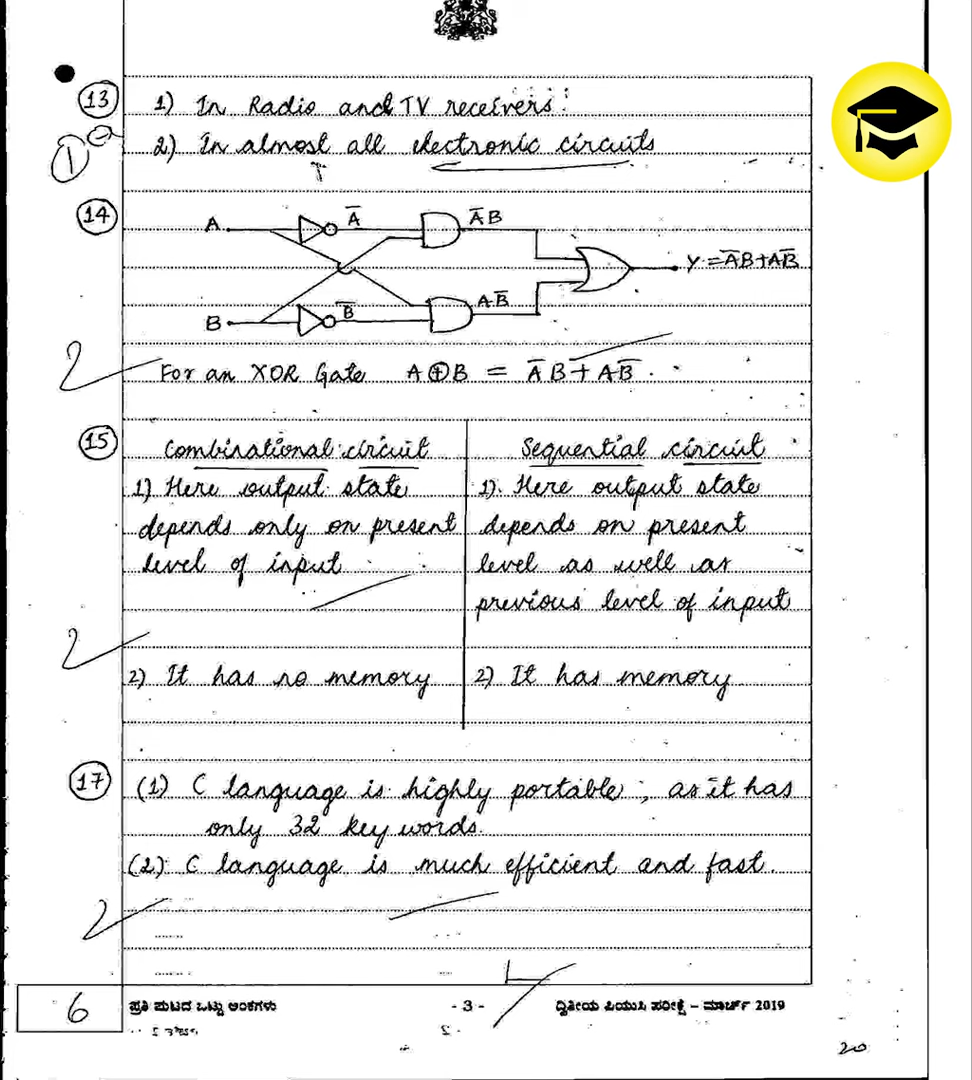 13 1) In Radio and TV receivers.
1 2) In almost all electronic circuits
14 A A̅ A̅B
Y = A̅B+AB̅
B B̅ AB̅
2 For an XOR Gate A⊕B = A̅B + AB̅.
15 Combinational circuit
1) Here output state
depends only on present
level of input
2 2) It has no memory
Sequential circuit
1). Here output state
depends on present
level as well as
previous level of input
2) It has memory
17 (1) C language is highly portable, as it has
only 32 key words.
(2) C language is much efficient and fast.
2
6 ಪ್ರತಿ ಪುಟದ ಒಟ್ಟು ಅಂಕಗಳು - 3 - ದ್ವಿತೀಯ ಪಿಯುಸಿ ಪರೀಕ್ಷೆ – ಮಾರ್ಚ್ 2019
20